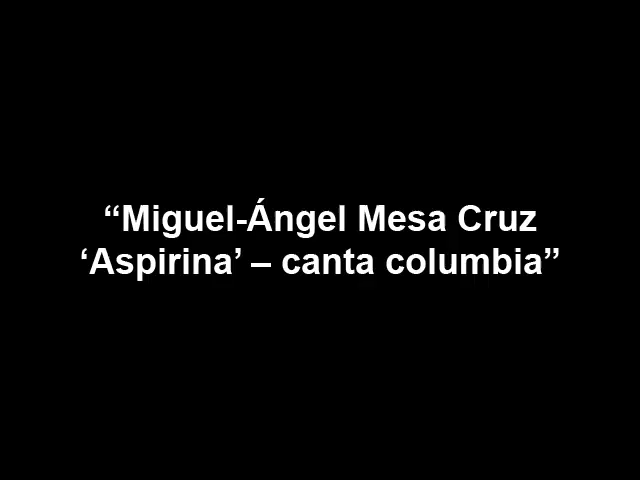 “Miguel-Ángel Mesa Cruz
‘Aspirina’ – canta columbia”